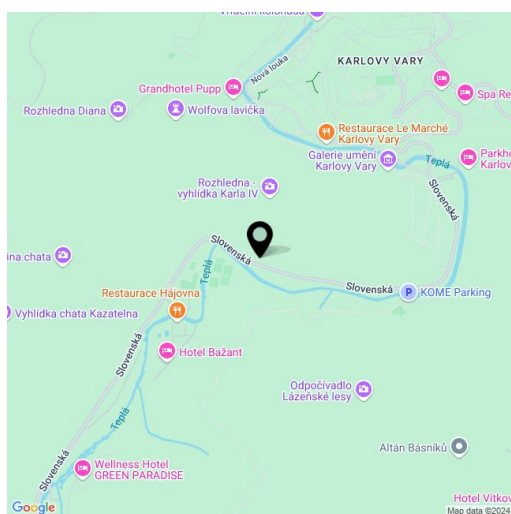 Vřídelní kolonáda
Nová louka
KARLOVY VARY
Grandhotel Pupp
Spa Re
Rozhledna Diana
Wolfova lavička
Restaurace Le Marché
Karlovy Vary
Galerie umění
Karlovy Vary
Teplá
Parkho
Karlov
Rozhledna -
vyhlídka Karla IV
Slovenská
Slovenská
ina chata
Teplá
Slovenská
KOME Parking
Restaurace Hájovna
Vyhlídka chata Kazatelna
Slovenská
Hotel Bažant
Odpočívadlo
Lázeňské lesy
Teplá
Altán Básníků
Slovenská
Wellness Hotel
GREEN PARADISE
Hotel Vítkov
Google
Map data ©2024